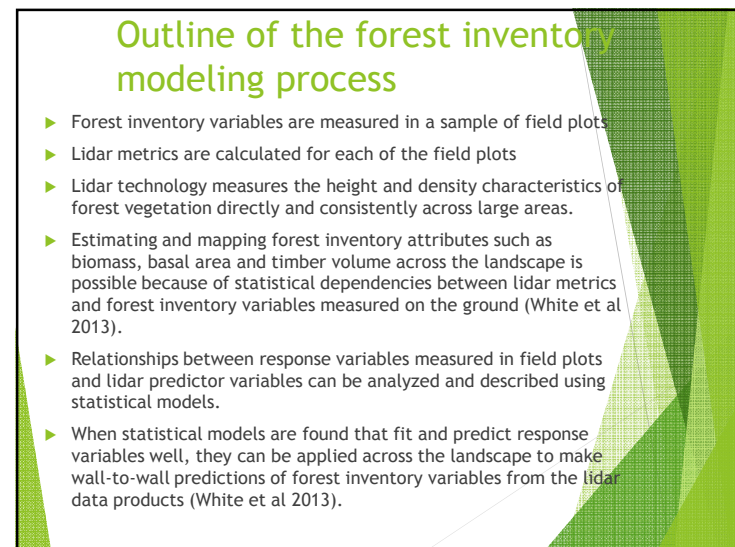 Outline of the forest inventory
modeling process
Forest inventory variables are measured in a sample of field plots
Lidar metrics are calculated for each of the field plots
Lidar technology measures the height and density characteristics of
forest vegetation directly and consistently across large areas.
Estimating and mapping forest inventory attributes such as
biomass, basal area and timber volume across the landscape is
possible because of statistical dependencies between lidar metrics
and forest inventory variables measured on the ground (White et al
2013).
Relationships between response variables measured in field plots
and lidar predictor variables can be analyzed and described using
statistical models.
When statistical models are found that fit and predict response
variables well, they can be applied across the landscape to make
wall-to-wall predictions of forest inventory variables from the lidar
data products (White et al 2013).